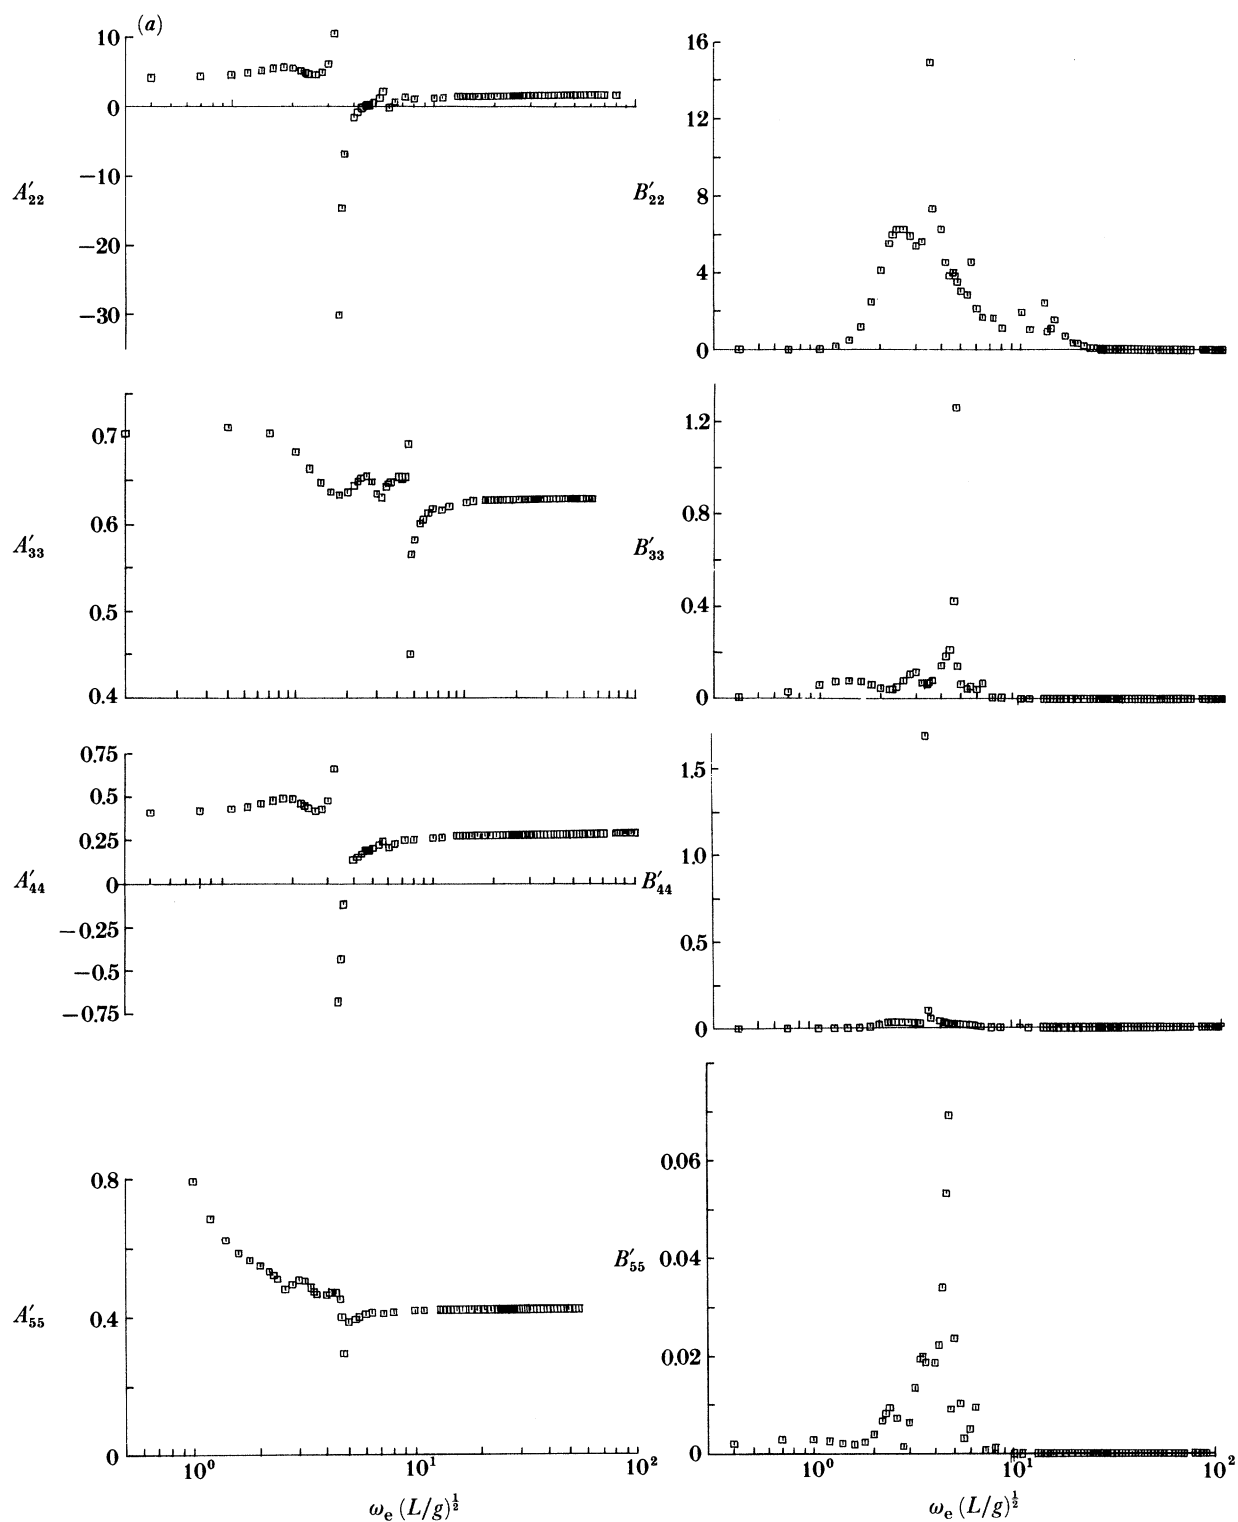 (a)
10
0
−10
−20
−30
A′₂₂
16
12
8
4
0
B′₂₂
0.7
0.6
0.5
0.4
A′₃₃
1.2
0.8
0.4
0
B′₃₃
0.75
0.5
0.25
0
−0.25
−0.5
−0.75
A′₄₄
1.5
1.0
0.5
0
B′₄₄
0.8
0.4
0
A′₅₅
10⁰ 10¹ 10²
ωₑ (L/g)^½
0.06
0.04
0.02
0
B′₅₅
10⁰ 10¹ 10²
ωₑ (L/g)^½